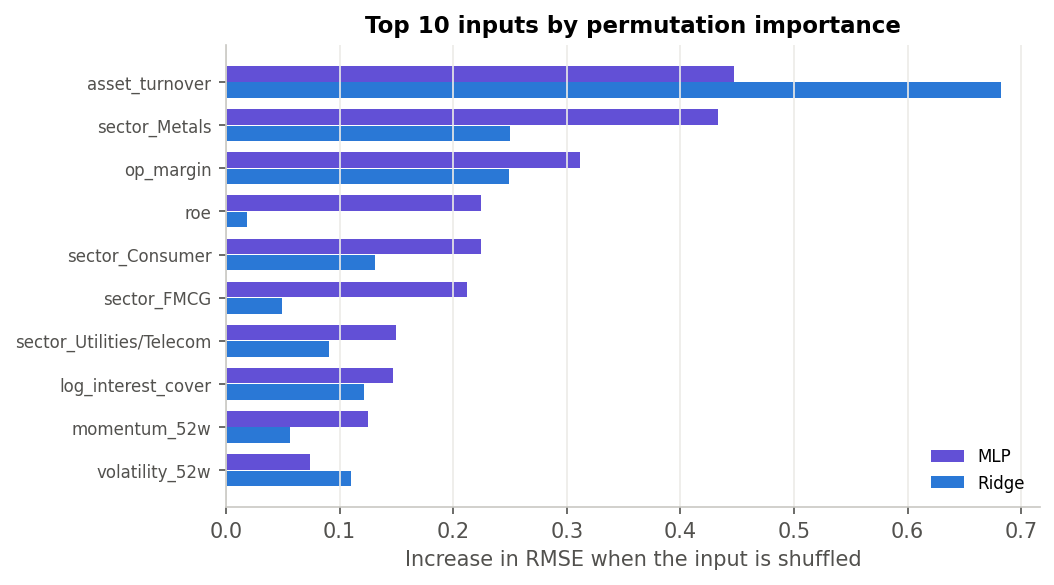 Top 10 inputs by permutation importance
asset_turnover
sector_Metals
op_margin
roe
sector_Consumer
sector_FMCG
sector_Utilities/Telecom
log_interest_cover
momentum_52w
volatility_52w
MLP
Ridge
0.0 0.1 0.2 0.3 0.4 0.5 0.6 0.7
Increase in RMSE when the input is shuffled